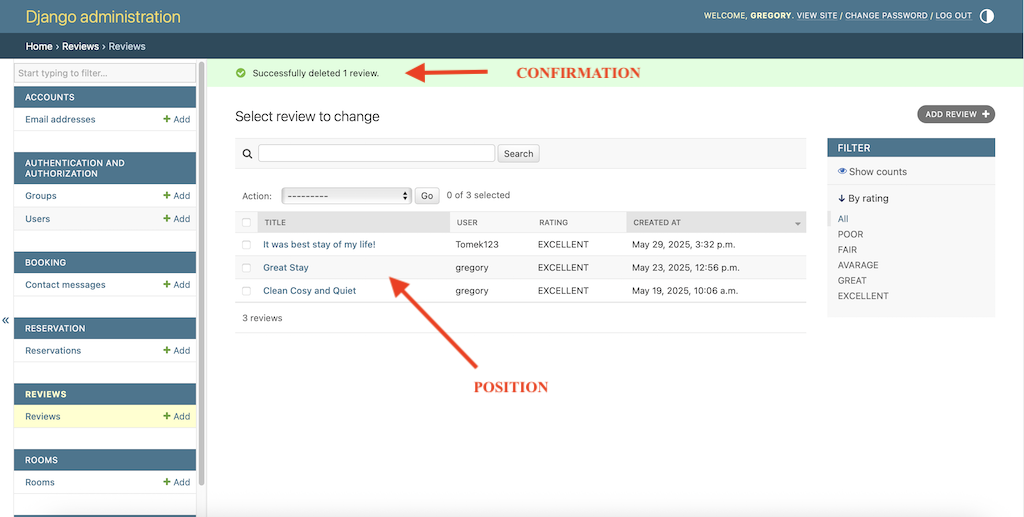 Django administration
WELCOME, GREGORY. VIEW SITE / CHANGE PASSWORD / LOG OUT
Home › Reviews › Reviews
Start typing to filter...
ACCOUNTS
Email addresses + Add
AUTHENTICATION AND
AUTHORIZATION
Groups + Add
Users + Add
BOOKING
Contact messages + Add
RESERVATION
Reservations + Add
REVIEWS
Reviews + Add
ROOMS
Rooms + Add
«
Successfully deleted 1 review.
CONFIRMATION
Select review to change
ADD REVIEW +
Search
Action: --------- Go 0 of 3 selected
TITLE USER RATING CREATED AT
It was best stay of my life! Tomek123 EXCELLENT May 29, 2025, 3:32 p.m.
Great Stay gregory EXCELLENT May 23, 2025, 12:56 p.m.
Clean Cosy and Quiet gregory EXCELLENT May 19, 2025, 10:06 a.m.
3 reviews
POSITION
FILTER
Show counts
↓ By rating
All
POOR
FAIR
AVARAGE
GREAT
EXCELLENT